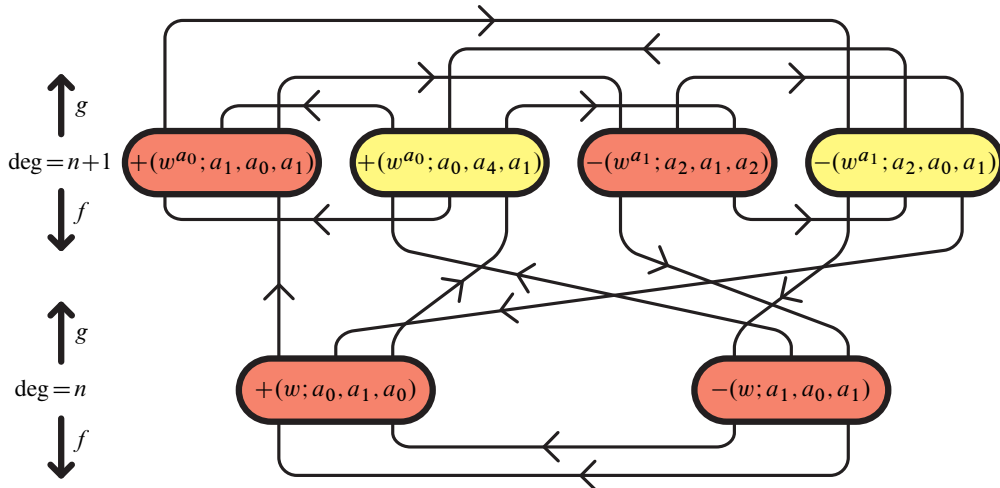 g
deg=n+1 +(w^{a_0};a_1,a_0,a_1) +(w^{a_0};a_0,a_4,a_1) -(w^{a_1};a_2,a_1,a_2) -(w^{a_1};a_2,a_0,a_1)
f
g
deg=n +(w;a_0,a_1,a_0) -(w;a_1,a_0,a_1)
f